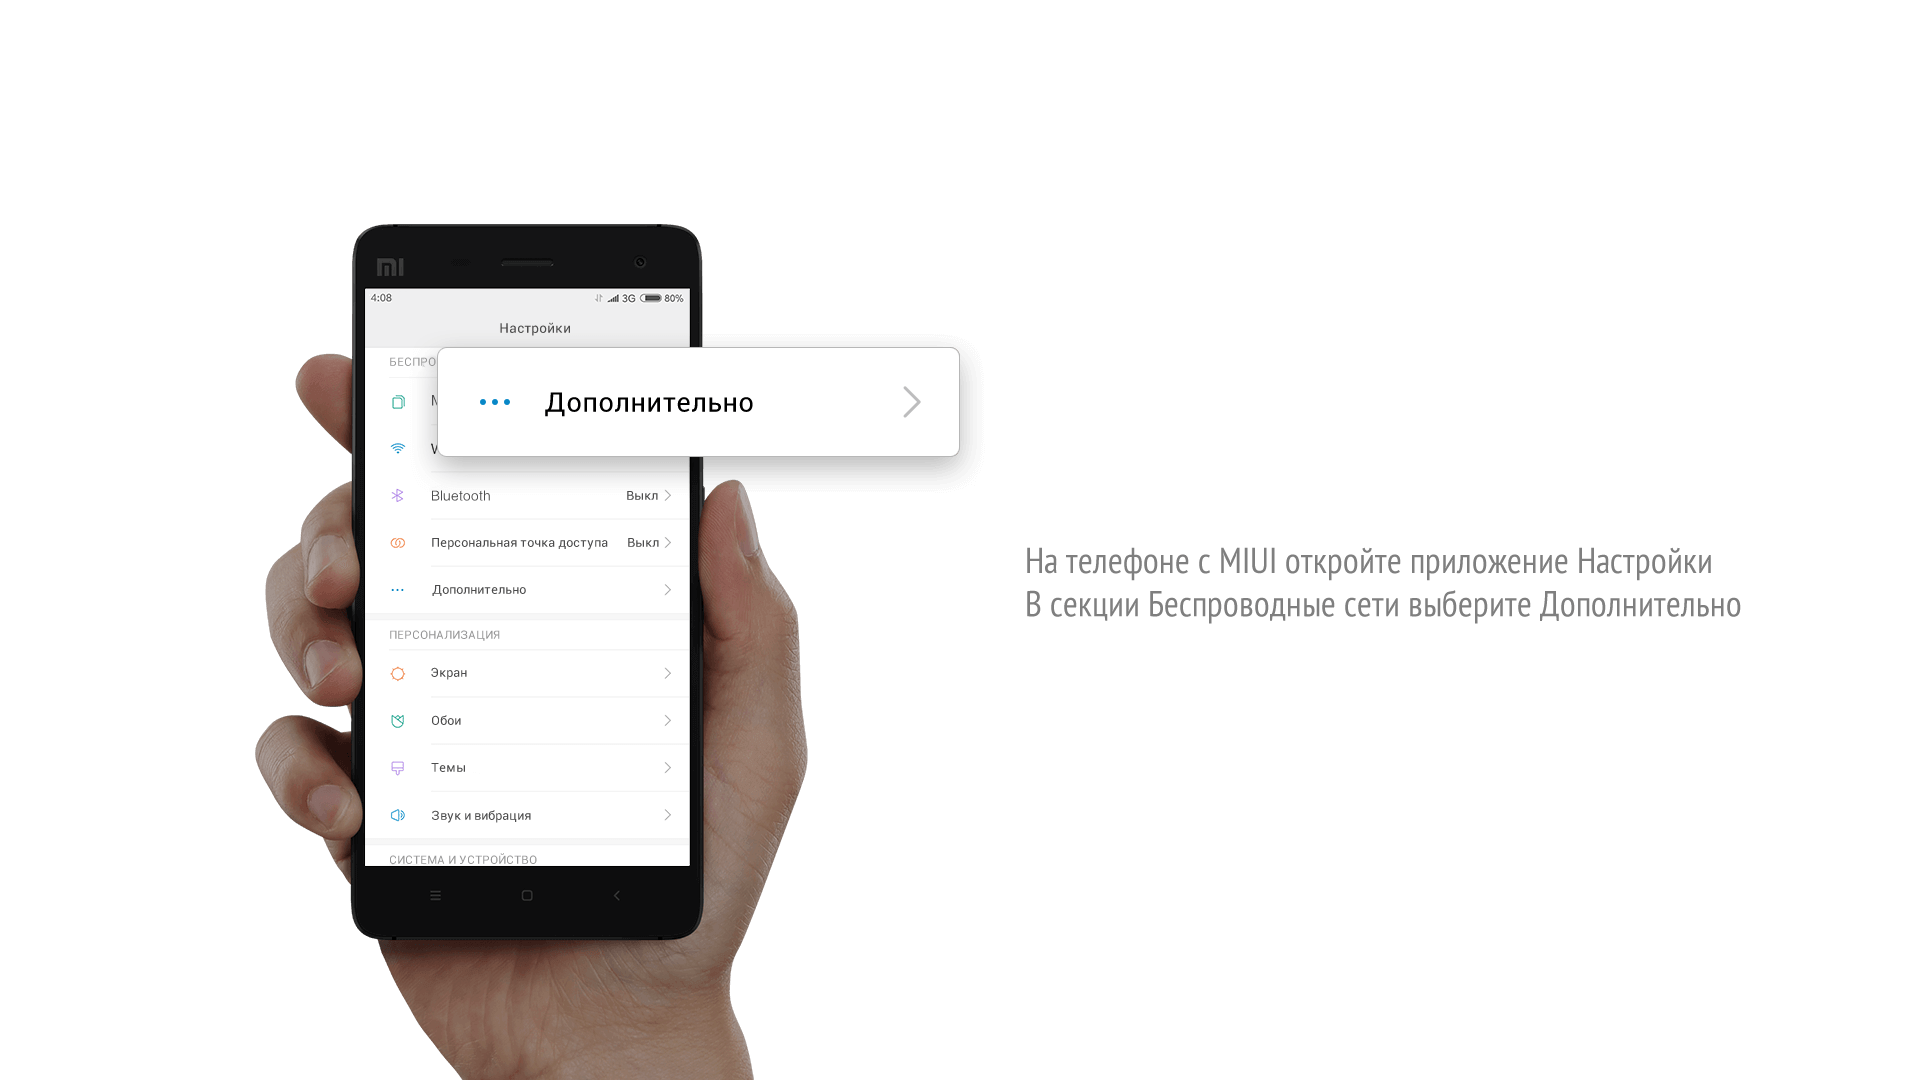 mi
4:08 3G 80%
Настройки
Дополнительно
Bluetooth Выкл
Персональная точка доступа Выкл
Дополнительно
ПЕРСОНАЛИЗАЦИЯ
Экран
Обои
Темы
Звук и вибрация
СИСТЕМА И УСТРОЙСТВО
На телефоне с MIUI откройте приложение Настройки
В секции Беспроводные сети выберите Дополнительно